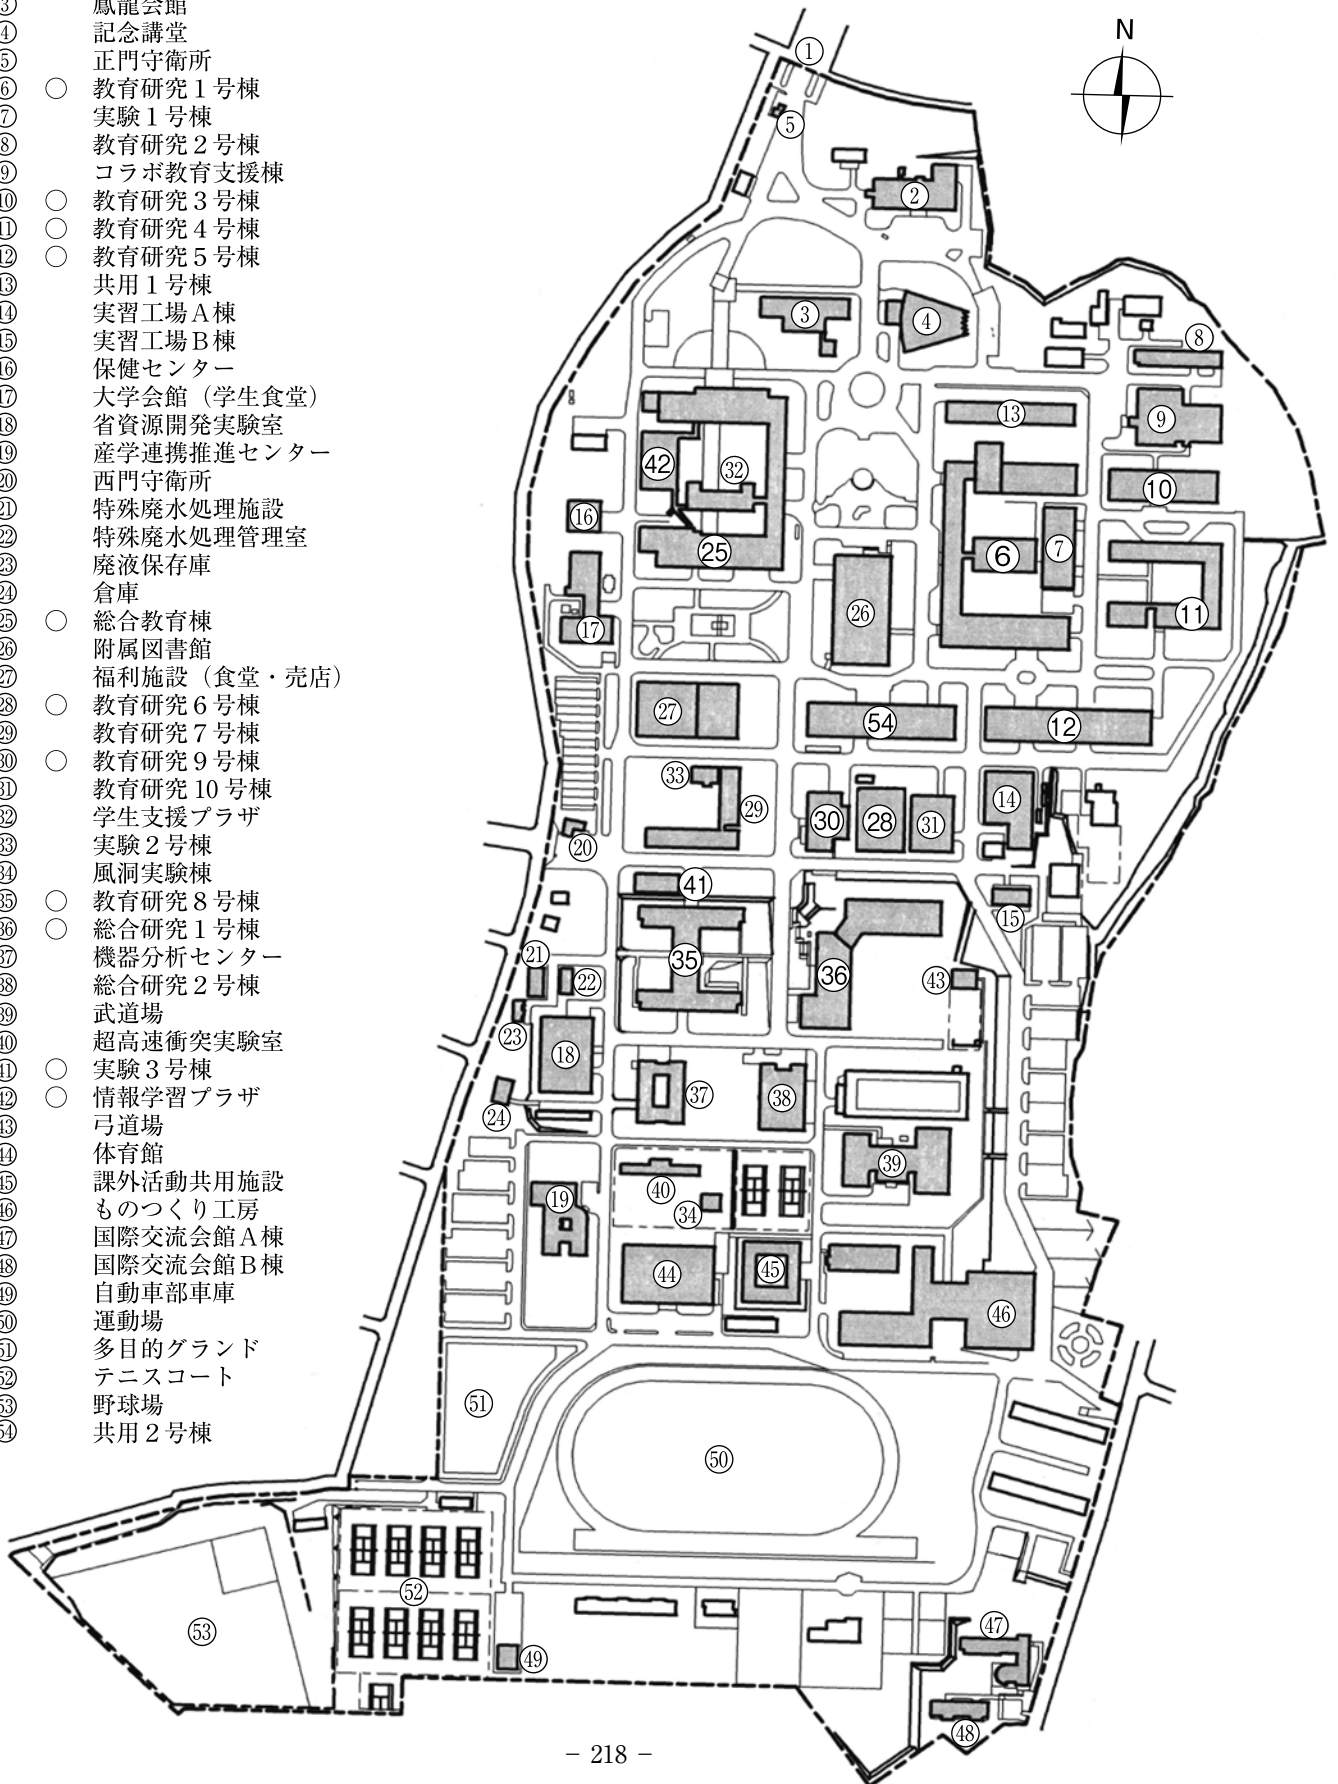 ③ 鳳龍会館
④ 記念講堂
⑤ 正門守衛所
⑥ ○ 教育研究１号棟
⑦ 実験１号棟
⑧ 教育研究２号棟
⑨ コラボ教育支援棟
⑩ ○ 教育研究３号棟
⑪ ○ 教育研究４号棟
⑫ ○ 教育研究５号棟
⑬ 共用１号棟
⑭ 実習工場Ａ棟
⑮ 実習工場Ｂ棟
⑯ 保健センター
⑰ 大学会館（学生食堂）
⑱ 省資源開発実験室
⑲ 産学連携推進センター
⑳ 西門守衛所
㉑ 特殊廃水処理施設
㉒ 特殊廃水処理管理室
㉓ 廃液保存庫
㉔ 倉庫
㉕ ○ 総合教育棟
㉖ 附属図書館
㉗ 福利施設（食堂・売店）
㉘ ○ 教育研究６号棟
㉙ 教育研究７号棟
㉚ ○ 教育研究９号棟
㉛ 教育研究 10 号棟
㉜ 学生支援プラザ
㉝ 実験２号棟
㉞ 風洞実験棟
㉟ ○ 教育研究８号棟
㊱ ○ 総合研究１号棟
㊲ 機器分析センター
㊳ 総合研究２号棟
㊴ 武道場
㊵ 超高速衝突実験室
㊶ ○ 実験３号棟
㊷ ○ 情報学習プラザ
㊸ 弓道場
㊹ 体育館
㊺ 課外活動共用施設
㊻ ものつくり工房
㊼ 国際交流会館Ａ棟
㊽ 国際交流会館Ｂ棟
㊾ 自動車部車庫
㊿ 運動場
51 多目的グランド
52 テニスコート
53 野球場
54 共用２号棟
N
①
⑤
②
③
④
⑧
⑬
⑨
㊷
㉜
⑩
⑯
㉕
⑥
⑦
㉖
⑪
⑰
㉗
54
⑫
㉝
㉙
㉚
㉘
㉛
⑭
⑳
㊶
⑮
㉑
㉒
㉟
㊱
㊸
㉓
⑱
㊲
㊳
㉔
㊴
⑲
㊵
㉞
㊹
㊺
㊻
51
㊿
52
53
㊾
㊼
㊽
− 218 −